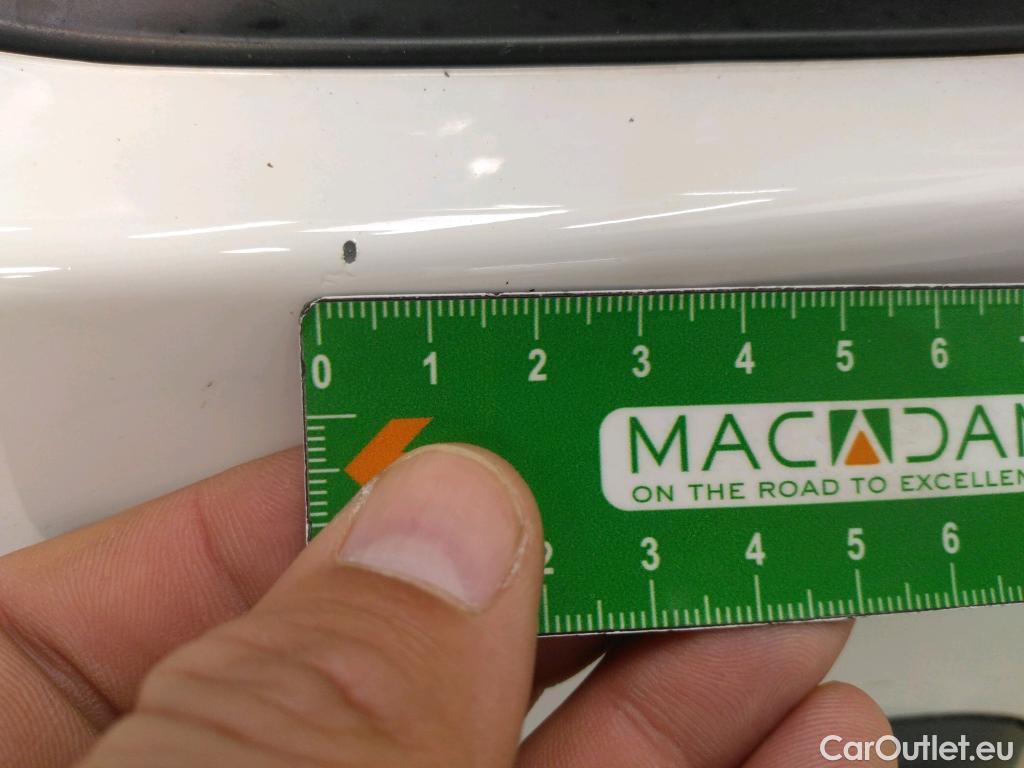 0 1 2 3 4 5 6
MACADAM
ON THE ROAD TO EXCELLEN
2 3 4 5 6
CarOutlet.eu